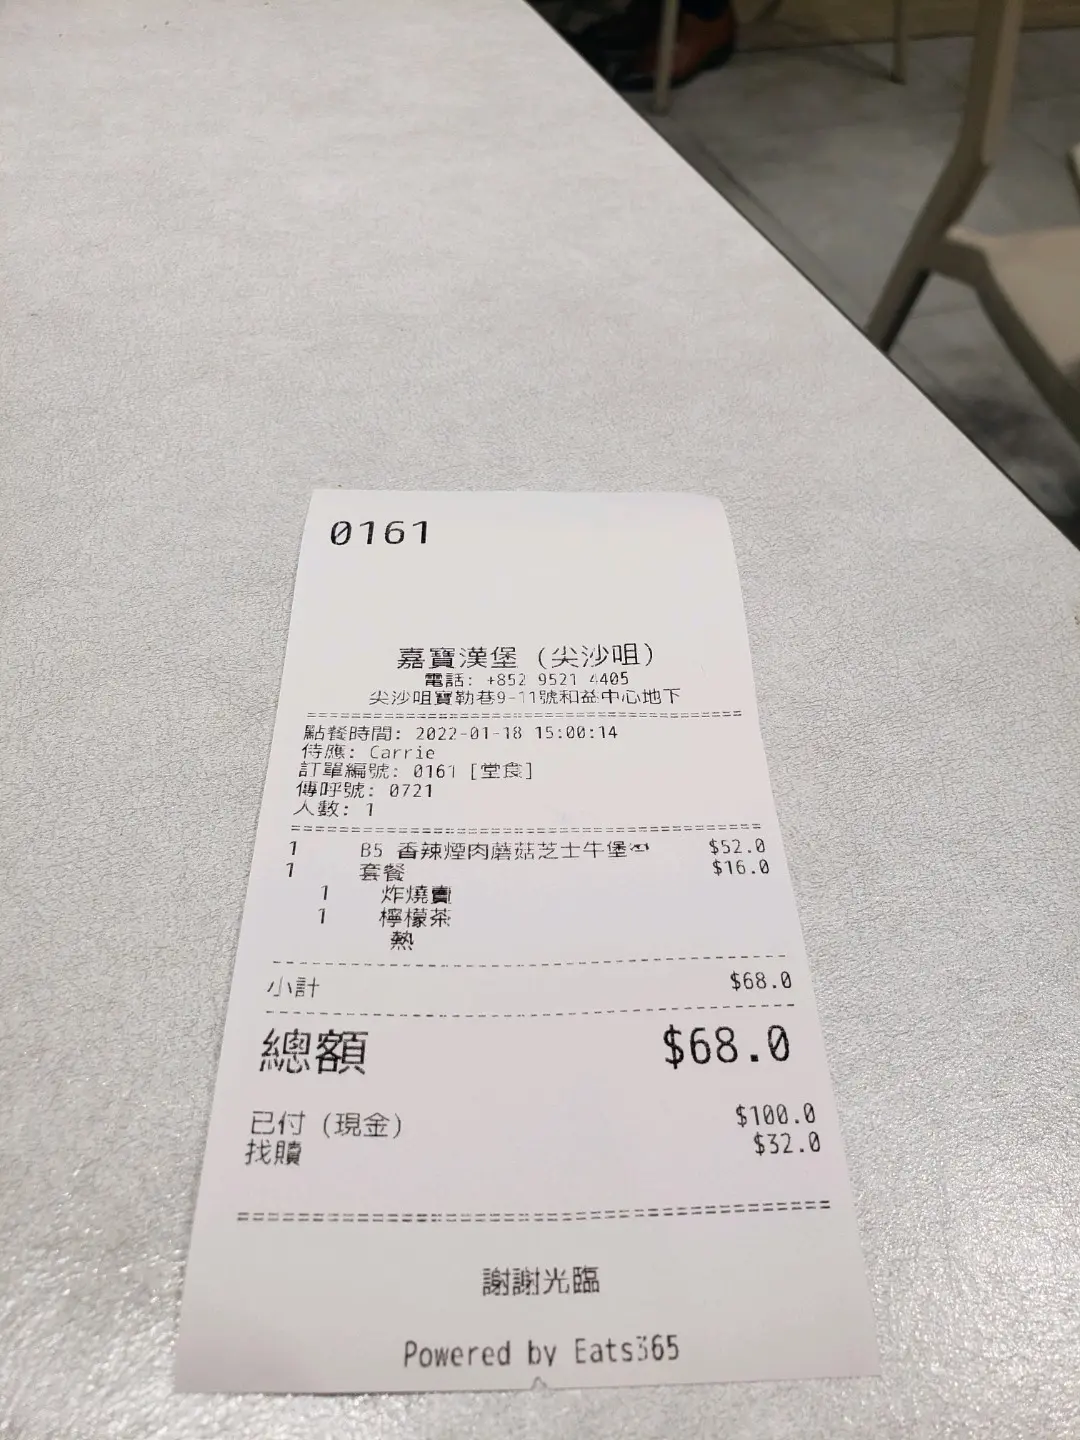 0161
嘉寶漢堡 (尖沙咀)
電話: +852 9521 4405
尖沙咀寶勒巷9-11號和益中心地下
點餐時間: 2022-01-18 15:00:14
侍應: Carrie
訂單編號: 0161 [堂食]
傳呼號: 0721
人數: 1
1 B5 香辣煙肉蘑菇芝士牛堡 $52.0
1 套餐 $16.0
1 炸燒賣
1 檸檬茶
熱
小計 $68.0
總額 $68.0
已付 (現金) $100.0
找贖 $32.0
謝謝光臨
Powered by Eats365